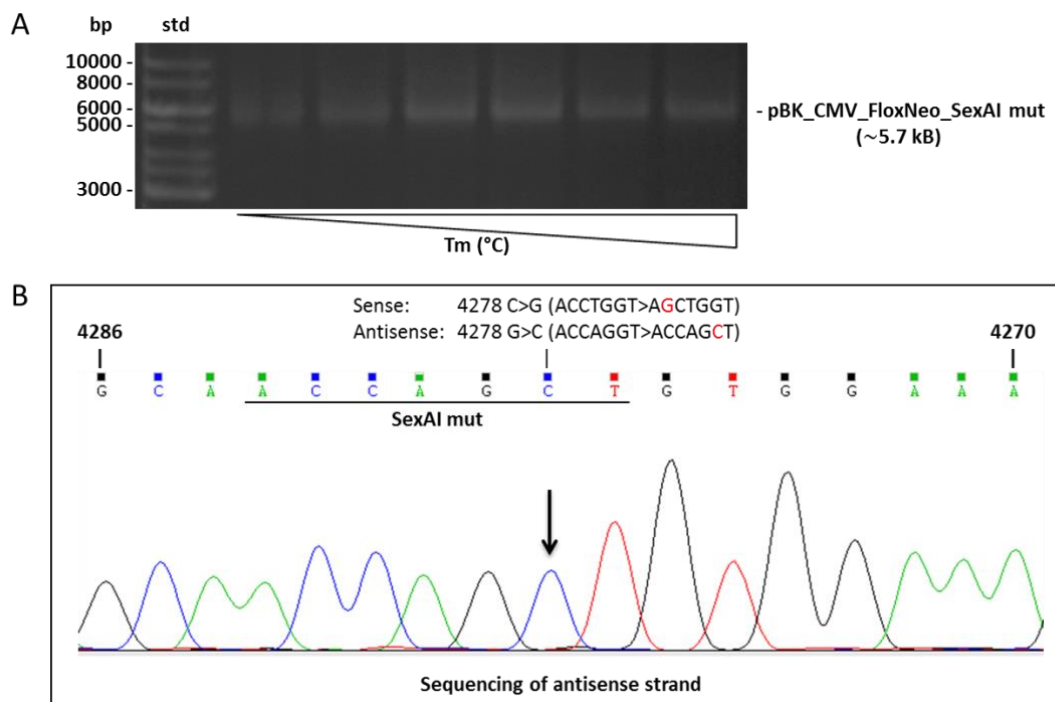 A
bp std
10000 -
8000 -
6000 -
5000 -
3000 -
- pBK_CMV_FloxNeo_SexAI mut
(~5.7 kB)
Tm (°C)
B
Sense: 4278 C>G (ACCTGGT>AGCTGGT)
Antisense: 4278 G>C (ACCAGGT>ACCAGCT)
4286 4270
G C A A C C A G C T G T G G A A A
SexAI mut
Sequencing of antisense strand